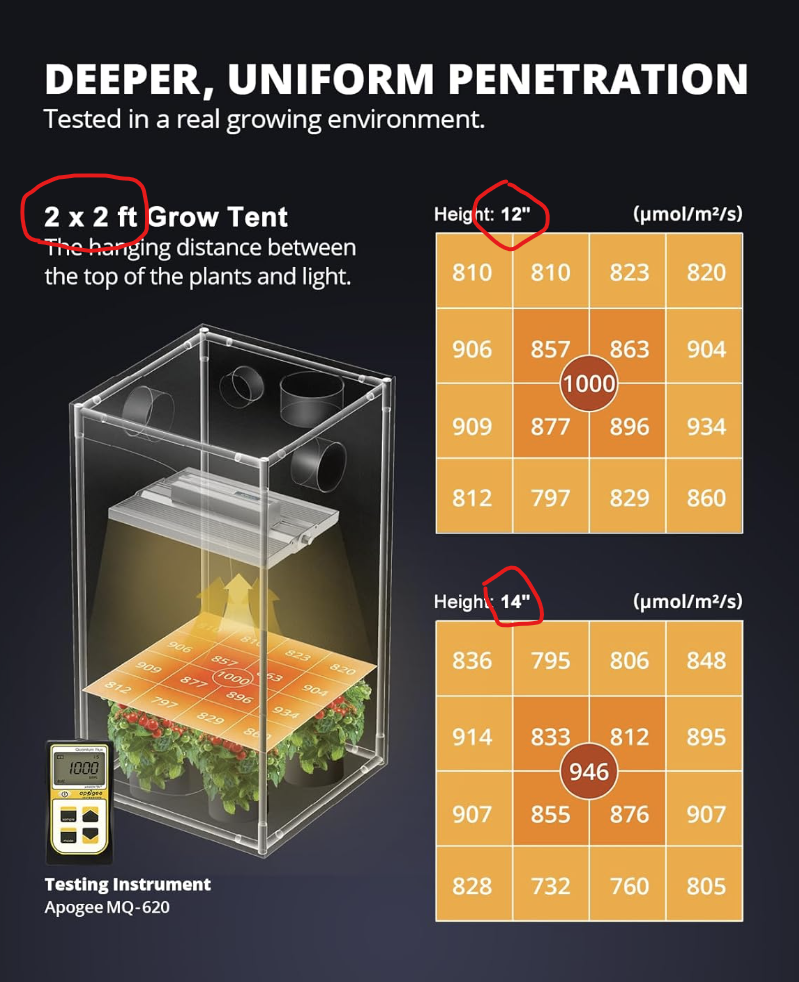 DEEPER, UNIFORM PENETRATION
Tested in a real growing environment.
2 x 2 ft Grow Tent
The hanging distance between
the top of the plants and light.
Height: 12" (μmol/m²/s)
810 810 823 820
906 857 863 904
1000
909 877 896 934
812 797 829 860
Height: 14" (μmol/m²/s)
836 795 806 848
914 833 812 895
946
907 855 876 907
828 732 760 805
906 823 820
909 857 904
1000
812 877 896 934
797 829
1000
apogee
Testing Instrument
Apogee MQ-620